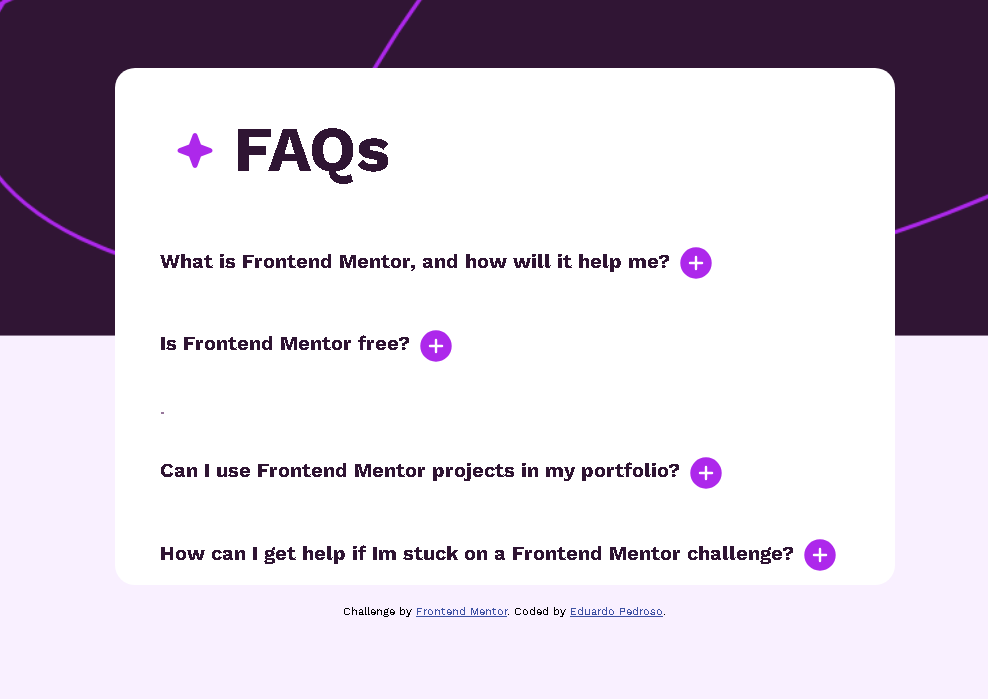 FAQs
What is Frontend Mentor, and how will it help me?
Is Frontend Mentor free?
.
Can I use Frontend Mentor projects in my portfolio?
How can I get help if Im stuck on a Frontend Mentor challenge?
Challenge by Frontend Mentor. Coded by Eduardo Pedroso.